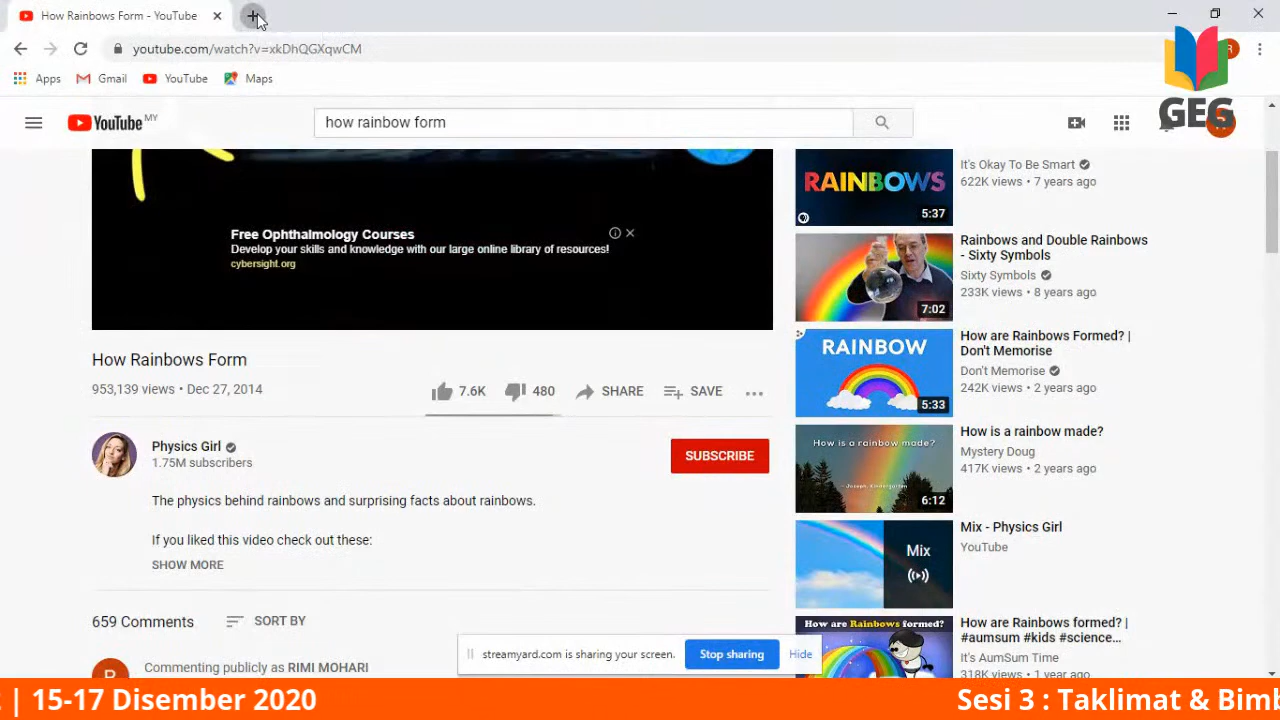 How Rainbows Form - YouTube
youtube.com/watch?v=xkDhQGXqwCM
Apps
Gmail
YouTube
Maps
GEG
YouTube MY
how rainbow form
Free Ophthalmology Courses
Develop your skills and knowledge with our large online library of resources!
cybersight.org
How Rainbows Form
953,139 views • Dec 27, 2014
7.6K
480
SHARE
SAVE
Physics Girl
1.75M subscribers
SUBSCRIBE
The physics behind rainbows and surprising facts about rainbows.
If you liked this video check out these:
SHOW MORE
659 Comments
SORT BY
Commenting publicly as RIMI MOHARI
RAINBOWS
5:37
It's Okay To Be Smart
622K views • 7 years ago
7:02
Rainbows and Double Rainbows
- Sixty Symbols
Sixty Symbols
233K views • 8 years ago
RAINBOW
5:33
How are Rainbows Formed? |
Don't Memorise
Don't Memorise
242K views • 2 years ago
How is a rainbow made?
6:12
How is a rainbow made?
Mystery Doug
417K views • 2 years ago
Mix
Mix - Physics Girl
YouTube
How are Rainbows formed?
How are Rainbows formed? |
#aumsum #kids #science...
It's AumSum Time
318K views • 1 year ago
streamyard.com is sharing your screen.
Stop sharing
Hide
| 15-17 Disember 2020
Sesi 3 : Taklimat & Bimb